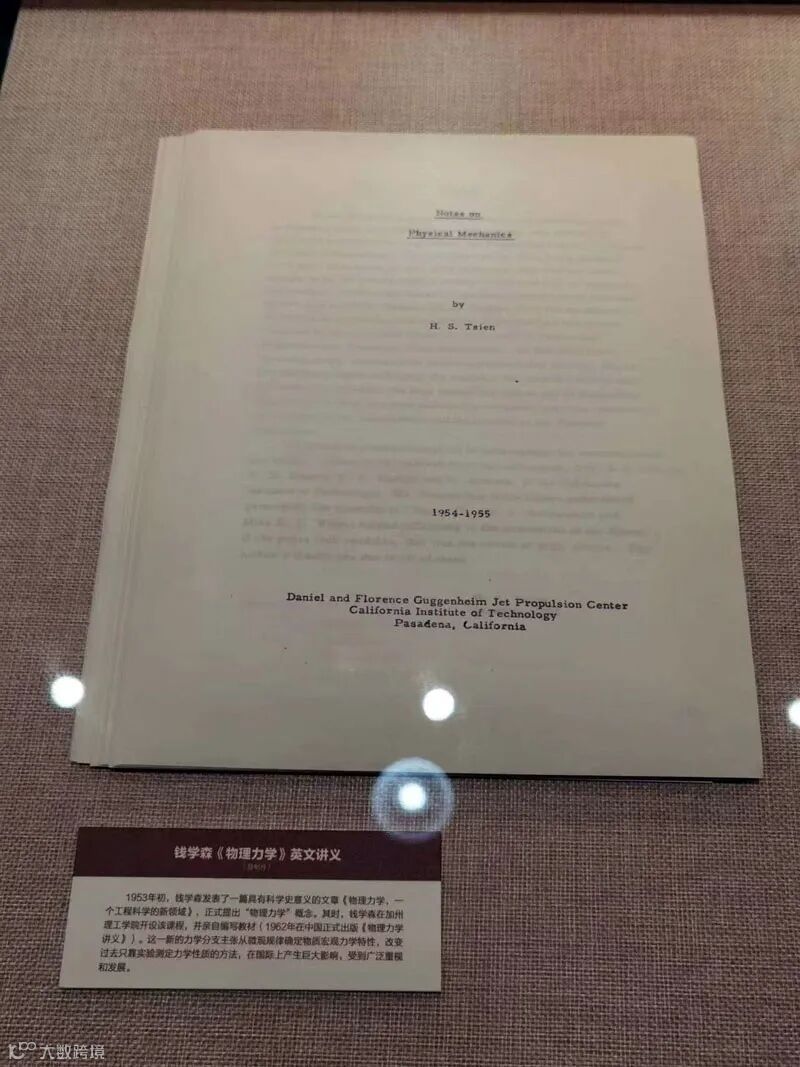 Notes on
Physical Mechanics
by
H. S. Tsien
1954-1955
Daniel and Florence Guggenheim Jet Propulsion Center
California Institute of Technology
Pasadena, California
钱学森《物理力学》英文讲义
（复制件）
1953年初，钱学森发表了一篇具有科学史意义的文章《物理力学，一
个工程科学的新领域》，正式提出“物理力学”概念。其时，钱学森在加州
理工学院开设该课程，并亲自编写教材（1962年在中国正式出版《物理力学
讲义》）。这一新的力学分支主张从微观规律确定物质宏观力学特性，改变
过去只靠实验测定力学性质的方法，在国际上产生巨大影响，受到广泛重视
和发展。
大数跨境